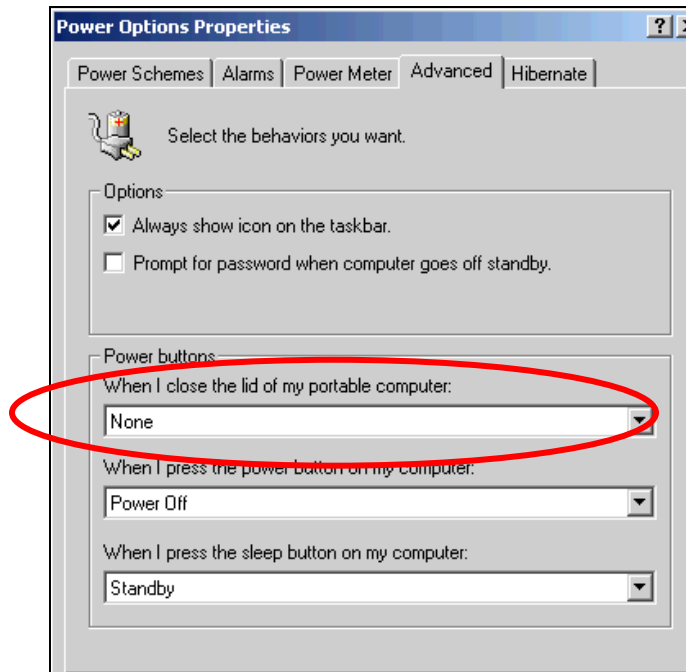 Power Options Properties
Power Schemes Alarms Power Meter Advanced Hibernate
Select the behaviors you want.
Options
Always show icon on the taskbar.
Prompt for password when computer goes off standby.
Power buttons
When I close the lid of my portable computer:
None
When I press the power button on my computer:
Power Off
When I press the sleep button on my computer:
Standby